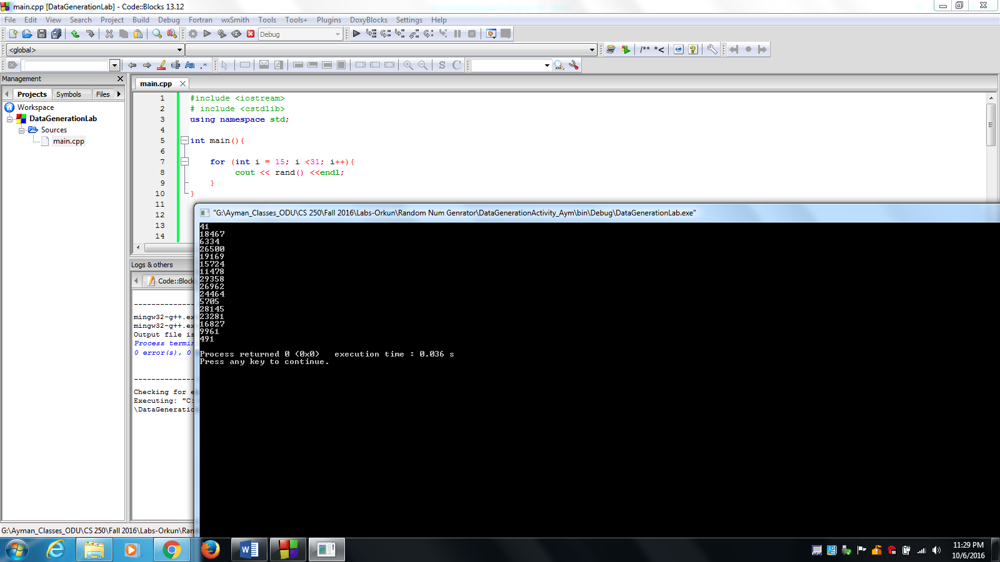 main.cpp [DataGenerationLab] - Code::Blocks 13.12
File Edit View Search Project Build Debug Fortran wxSmith Tools Tools+ Plugins DoxyBlocks Settings Help
Debug
<global>
/** *<
Aa .*
S C
Management
main.cpp
Projects Symbols Files
Workspace
DataGenerationLab
Sources
main.cpp
1 #include <iostream>
2 # include <cstdlib>
3 using namespace std;
4
5 int main(){
6
7 for (int i = 15; i <31; i++){
8 cout << rand() <<endl;
9 }
10 }
11
12
13
14
"G:\Ayman_Classes_ODU\CS 250\Fall 2016\Labs-Orkun\Random Num Genrator\DataGenerationActivity_Aym\bin\Debug\DataGenerationLab.exe"
41
18467
6334
26500
19169
15724
11478
29358
26962
24464
5705
28145
23281
16827
9961
491
Process returned 0 (0x0) execution time : 0.036 s
Press any key to continue.
Logs & others
Code::Block
--------------
mingw32-g++.ex
mingw32-g++.ex
Output file is
Process termin
0 error(s), 0
--------------
Checking for e
Executing: "C:
\DataGeneratio
G:\Ayman_Classes_ODU\CS 250\Fall 2016\Labs-Orkun\Ran
11:29 PM
10/6/2016